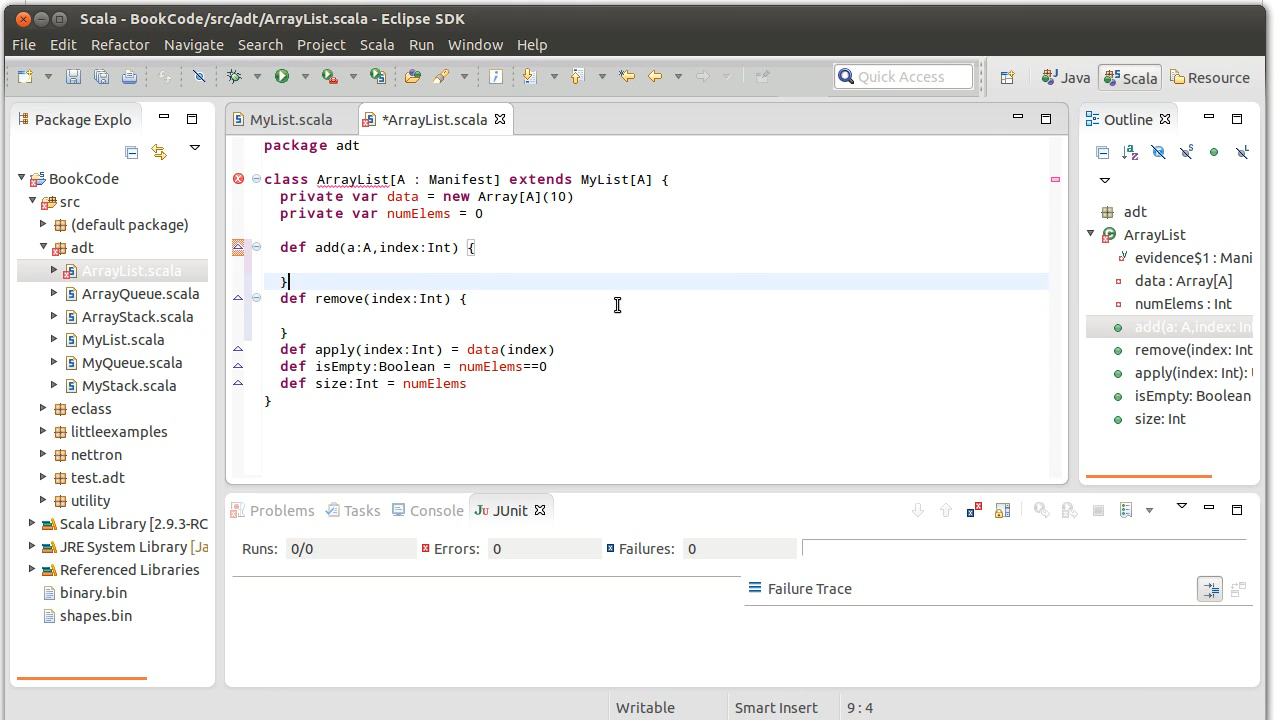 Scala - BookCode/src/adt/ArrayList.scala - Eclipse SDK
File Edit Refactor Navigate Search Project Scala Run Window Help
Quick Access
Java
Scala
Resource
Package Explo
BookCode
src
(default package)
adt
ArrayList.scala
ArrayQueue.scala
ArrayStack.scala
MyList.scala
MyQueue.scala
MyStack.scala
eclass
littleexamples
nettron
test.adt
utility
Scala Library [2.9.3-RC
JRE System Library [Ja
Referenced Libraries
binary.bin
shapes.bin
MyList.scala
*ArrayList.scala
package adt
class ArrayList[A : Manifest] extends MyList[A] {
private var data = new Array[A](10)
private var numElems = 0
def add(a:A,index:Int) {
}
def remove(index:Int) {
}
def apply(index:Int) = data(index)
def isEmpty:Boolean = numElems==0
def size:Int = numElems
}
Outline
adt
ArrayList
evidence$1 : Mani
data : Array[A]
numElems : Int
add(a: A,index: In
remove(index: Int
apply(index: Int):
isEmpty: Boolean
size: Int
Problems
Tasks
Console
JUnit
Runs: 0/0
Errors: 0
Failures: 0
Failure Trace
Writable
Smart Insert
9 : 4